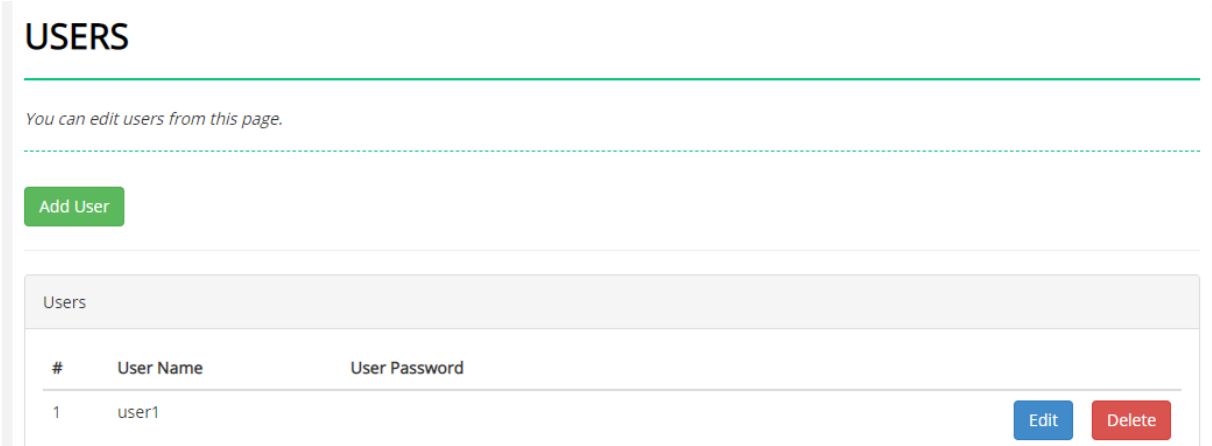 USERS
You can edit users from this page.
Add User
Users
# User Name User Password
1 user1 Edit Delete